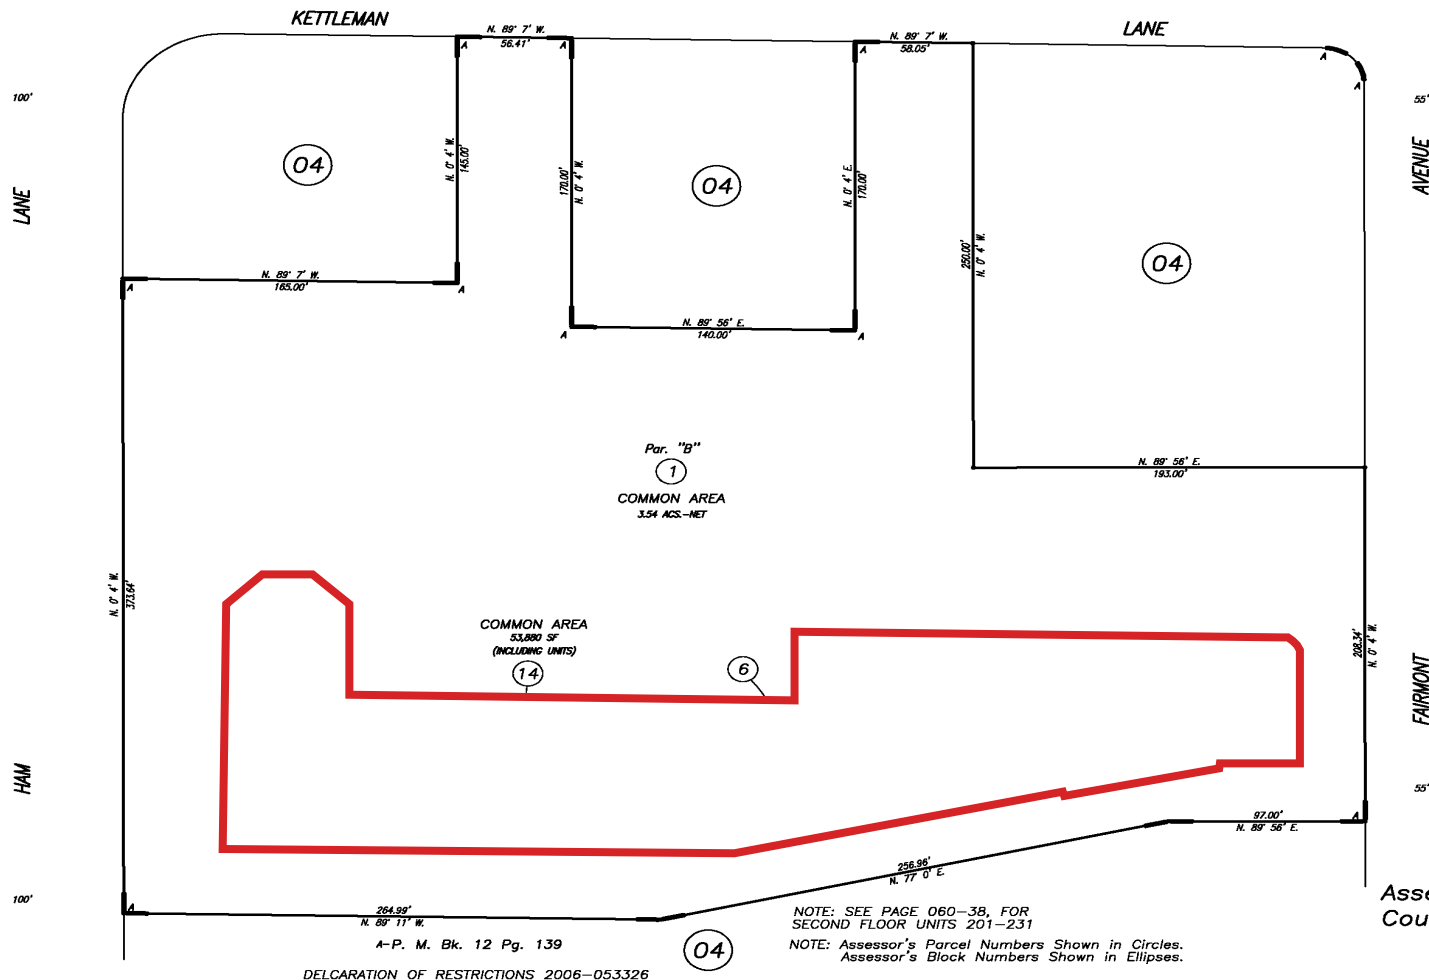 KETTLEMAN
LANE
N. 89° 7' W.
56.41'
A
A
N. 89° 7' W.
58.05'
A
A
A
100'
55'
LANE
AVENUE
04
N. 0° 4' W.
145.00'
170.00'
N. 0° 4' W.
04
N. 0° 4' E.
170.00'
250.00'
N. 0° 4' W.
04
N. 89° 7' W.
165.00'
A
A
N. 89° 56' E.
140.00'
A
A
Par. "B"
1
COMMON AREA
3.54 ACS.-NET
N. 89° 56' E.
193.00'
N. 0° 4' W.
373.64'
COMMON AREA
53,880 SF
(INCLUDING UNITS)
14
6
208.34'
N. 0° 4' W.
FAIRMONT
HAM
55'
97.00'
N. 89° 56' E.
A
256.96'
N. 77° 0' E.
100'
A
264.99'
N. 89° 11' W.
A-P. M. Bk. 12 Pg. 139
04
NOTE: SEE PAGE 060-38, FOR
SECOND FLOOR UNITS 201-231
NOTE: Assessor's Parcel Numbers Shown in Circles.
Assessor's Block Numbers Shown in Ellipses.
Asse
Cou
DELCARATION OF RESTRICTIONS 2006-053326